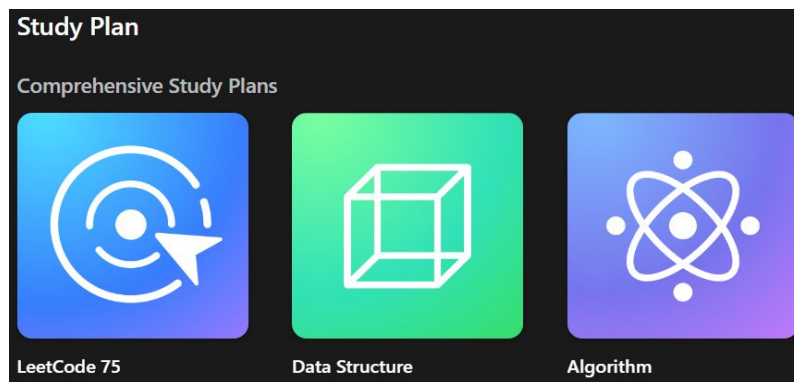 Study Plan
Comprehensive Study Plans
LeetCode 75
Data Structure
Algorithm